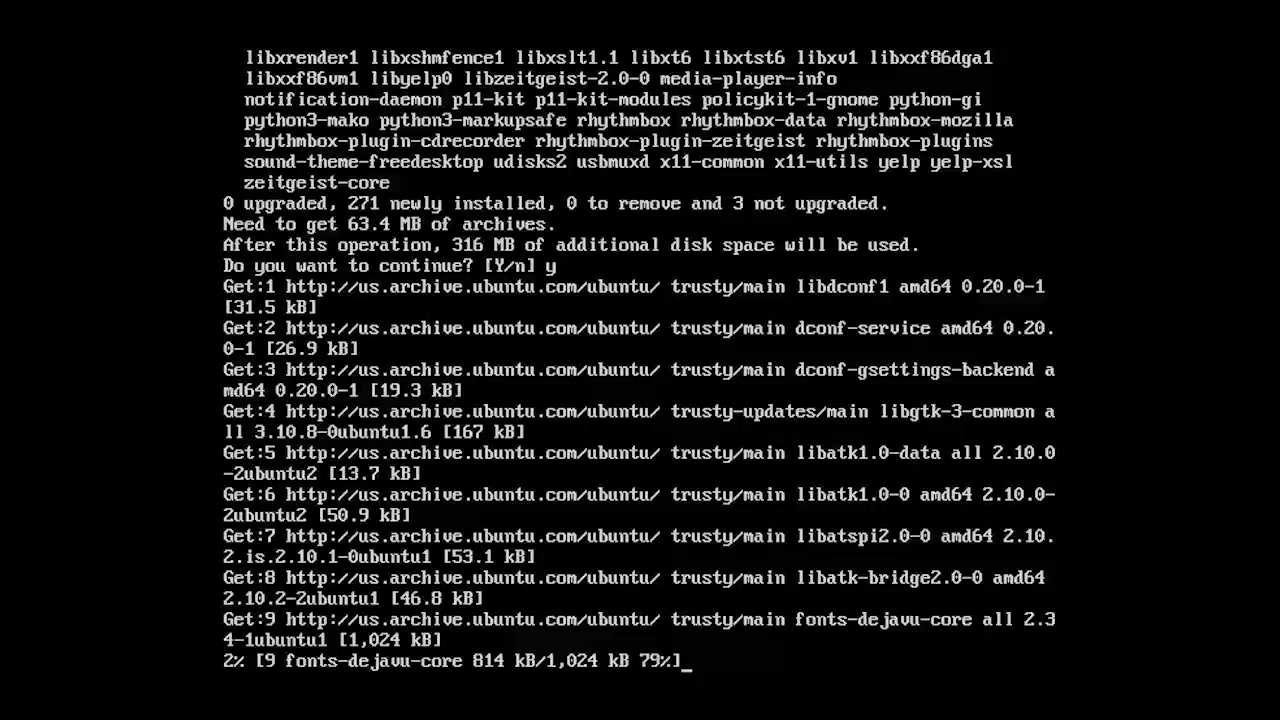 libxrender1 libxshmfence1 libxslt1.1 libxt6 libxtst6 libxv1 libxxf86dga1
libxxf86vm1 libyelp0 libzeitgeist-2.0-0 media-player-info
notification-daemon p11-kit p11-kit-modules policykit-1-gnome python-gi
python3-mako python3-markupsafe rhythmbox rhythmbox-data rhythmbox-mozilla
rhythmbox-plugin-cdrecorder rhythmbox-plugin-zeitgeist rhythmbox-plugins
sound-theme-freedesktop udisks2 usbmuxd x11-common x11-utils yelp yelp-xsl
zeitgeist-core
0 upgraded, 271 newly installed, 0 to remove and 3 not upgraded.
Need to get 63.4 MB of archives.
After this operation, 316 MB of additional disk space will be used.
Do you want to continue? [Y/n] y
Get:1 http://us.archive.ubuntu.com/ubuntu/ trusty/main libdconf1 amd64 0.20.0-1
[31.5 kB]
Get:2 http://us.archive.ubuntu.com/ubuntu/ trusty/main dconf-service amd64 0.20.
0-1 [26.9 kB]
Get:3 http://us.archive.ubuntu.com/ubuntu/ trusty/main dconf-gsettings-backend a
md64 0.20.0-1 [19.3 kB]
Get:4 http://us.archive.ubuntu.com/ubuntu/ trusty-updates/main libgtk-3-common a
ll 3.10.8-0ubuntu1.6 [167 kB]
Get:5 http://us.archive.ubuntu.com/ubuntu/ trusty/main libatk1.0-data all 2.10.0
-2ubuntu2 [13.7 kB]
Get:6 http://us.archive.ubuntu.com/ubuntu/ trusty/main libatk1.0-0 amd64 2.10.0-
2ubuntu2 [50.9 kB]
Get:7 http://us.archive.ubuntu.com/ubuntu/ trusty/main libatspi2.0-0 amd64 2.10.
2.is.2.10.1-0ubuntu1 [53.1 kB]
Get:8 http://us.archive.ubuntu.com/ubuntu/ trusty/main libatk-bridge2.0-0 amd64
2.10.2-2ubuntu1 [46.8 kB]
Get:9 http://us.archive.ubuntu.com/ubuntu/ trusty/main fonts-dejavu-core all 2.3
4-1ubuntu1 [1,024 kB]
2% [9 fonts-dejavu-core 814 kB/1,024 kB 79%]_